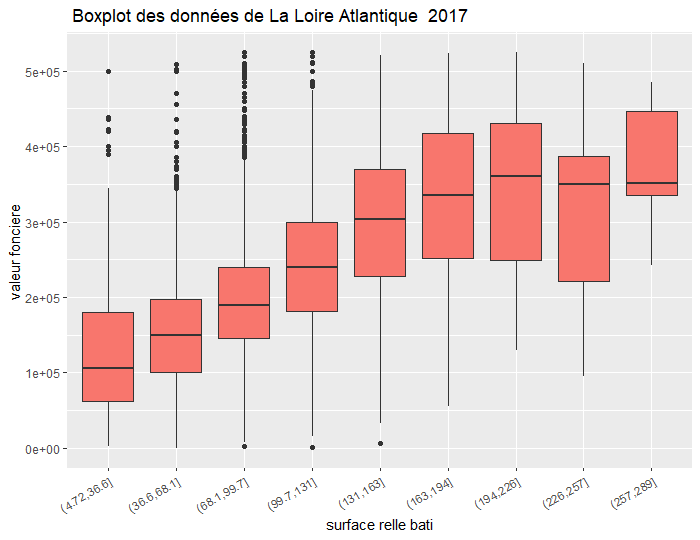 Boxplot des données de La Loire Atlantique  2017
valeur fonciere
5e+05
4e+05
3e+05
2e+05
1e+05
0e+00
(4.72,36.6]
(36.6,68.1]
(68.1,99.7]
(99.7,131]
(131,163]
(163,194]
(194,226]
(226,257]
(257,289]
surface relle bati